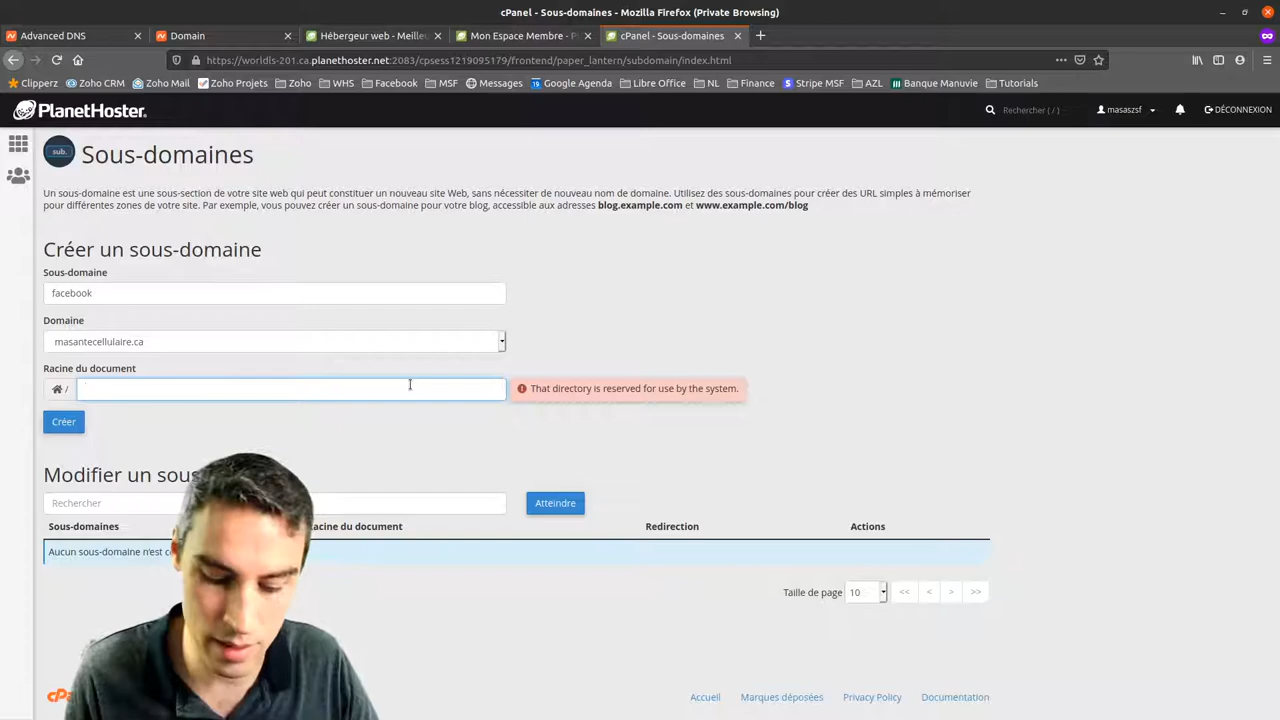 cPanel - Sous-domaines - Mozilla Firefox (Private Browsing)
Advanced DNS
Domain
Hébergeur web - Meilleu
Mon Espace Membre - Pl
cPanel - Sous-domaines
https://worldls-201.ca.planethoster.net:2083/cpsess1219095179/frontend/paper_lantern/subdomain/index.html
Clipperz Zoho CRM Zoho Mail Zoho Projets Zoho WHS Facebook MSF Messages Google Agenda Libre Office NL Finance Stripe MSF AZL Banque Manuvie Tutorials
PlanetHoster
Rechercher ( / )
masaszsf
DÉCONNEXION
sub.
Sous-domaines
Un sous-domaine est une sous-section de votre site web qui peut constituer un nouveau site Web, sans nécessiter de nouveau nom de domaine. Utilisez des sous-domaines pour créer des URL simples à mémoriser
pour différentes zones de votre site. Par exemple, vous pouvez créer un sous-domaine pour votre blog, accessible aux adresses blog.example.com et www.example.com/blog
Créer un sous-domaine
Sous-domaine
facebook
Domaine
masantecellulaire.ca
Racine du document
/
That directory is reserved for use by the system.
Créer
Modifier un sous
Rechercher
Atteindre
Sous-domaines
Racine du document
Redirection
Actions
Aucun sous-domaine n'est c
Taille de page 10 << < > >>
cP
Accueil Marques déposées Privacy Policy Documentation